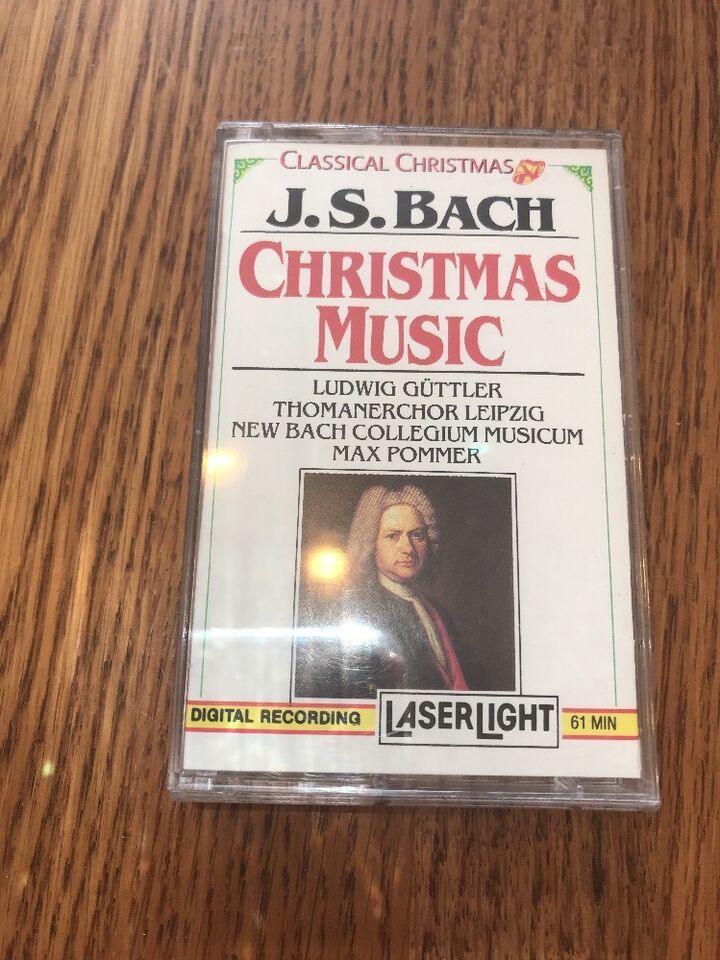 CLASSICAL CHRISTMAS
J. S. BACH
CHRISTMAS
MUSIC
LUDWIG GÜTTLER
THOMANERCHOR LEIPZIG
NEW BACH COLLEGIUM MUSICUM
MAX POMMER
DIGITAL RECORDING LASERLIGHT 61 MIN